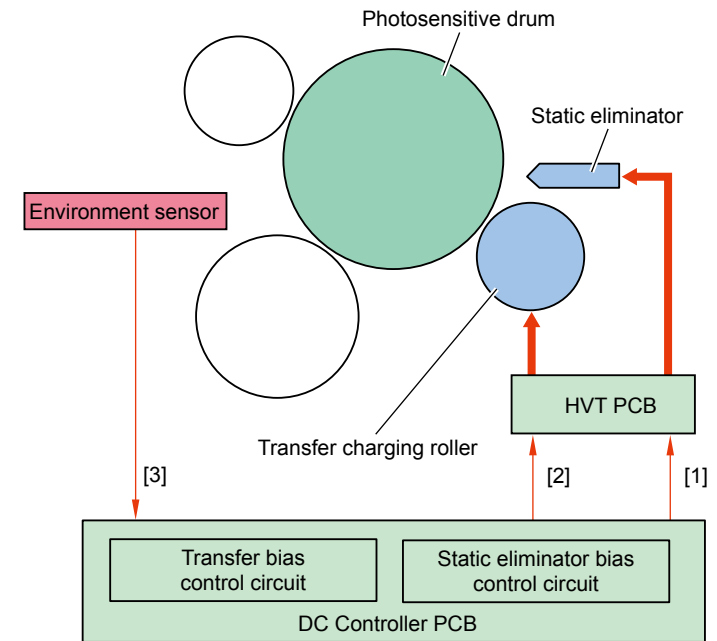 Photosensitive drum
Static eliminator
Environment sensor
HVT PCB
Transfer charging roller
[3]
[2]
[1]
Transfer bias
control circuit
Static eliminator bias
control circuit
DC Controller PCB